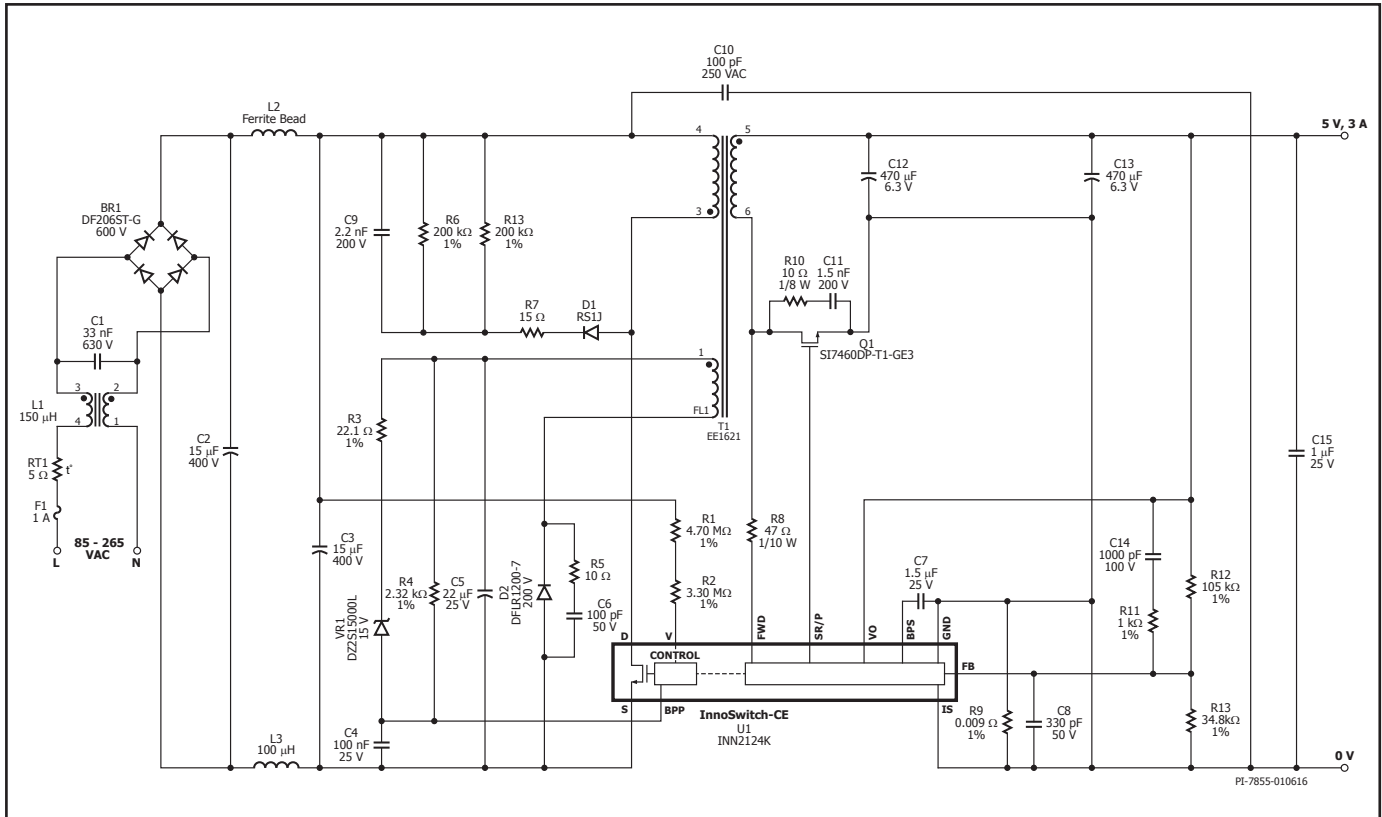 C10
100 pF
250 VAC
L2
Ferrite Bead
4
5
5 V, 3 A
C12
470 μF
6.3 V
C13
470 μF
6.3 V
BR1
DF206ST-G
600 V
C9
2.2 nF
200 V
R6
200 kΩ
1%
R13
200 kΩ
1%
3
6
R10
10 Ω
1/8 W
C11
1.5 nF
200 V
R7
15 Ω
D1
RS1J
Q1
SI7460DP-T1-GE3
C1
33 nF
630 V
1
FL1
T1
EE1621
3
2
4
1
L1
150 μH
R3
22.1 Ω
1%
C2
15 μF
400 V
C15
1 μF
25 V
RT1
5 Ω
t°
F1
1 A
85 - 265
VAC
L
N
C3
15 μF
400 V
R1
4.70 MΩ
1%
R8
47 Ω
1/10 W
C14
1000 pF
100 V
R2
3.30 MΩ
1%
R5
10 Ω
C6
100 pF
50 V
C7
1.5 μF
25 V
R12
105 kΩ
1%
R4
2.32 kΩ
1%
C5
22 μF
25 V
D2
DFLR1200-7
200 V
R11
1 kΩ
1%
VR1
DZ2S15000L
15 V
D
V
FWD
SR/P
VO
BPS
GND
CONTROL
FB
S
BPP
IS
InnoSwitch-CE
U1
INN2124K
R9
0.009 Ω
1%
C8
330 pF
50 V
R13
34.8kΩ
1%
C4
100 nF
25 V
L3
100 μH
0 V
PI-7855-010616